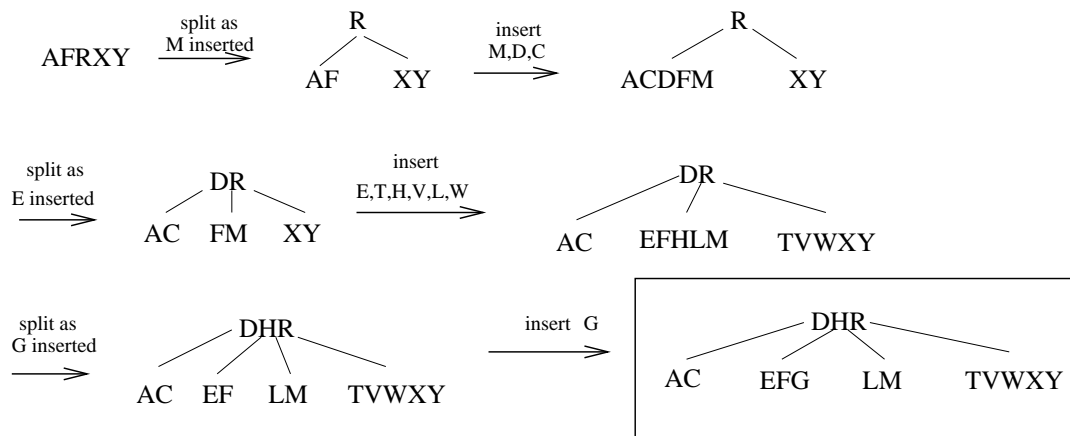 AFRXY
split as
M inserted
R
AF XY
insert
M,D,C
R
ACDFM XY
split as
E inserted
DR
AC FM XY
insert
E,T,H,V,L,W
DR
AC EFHLM TVWXY
split as
G inserted
DHR
AC EF LM TVWXY
insert G
DHR
AC EFG LM TVWXY